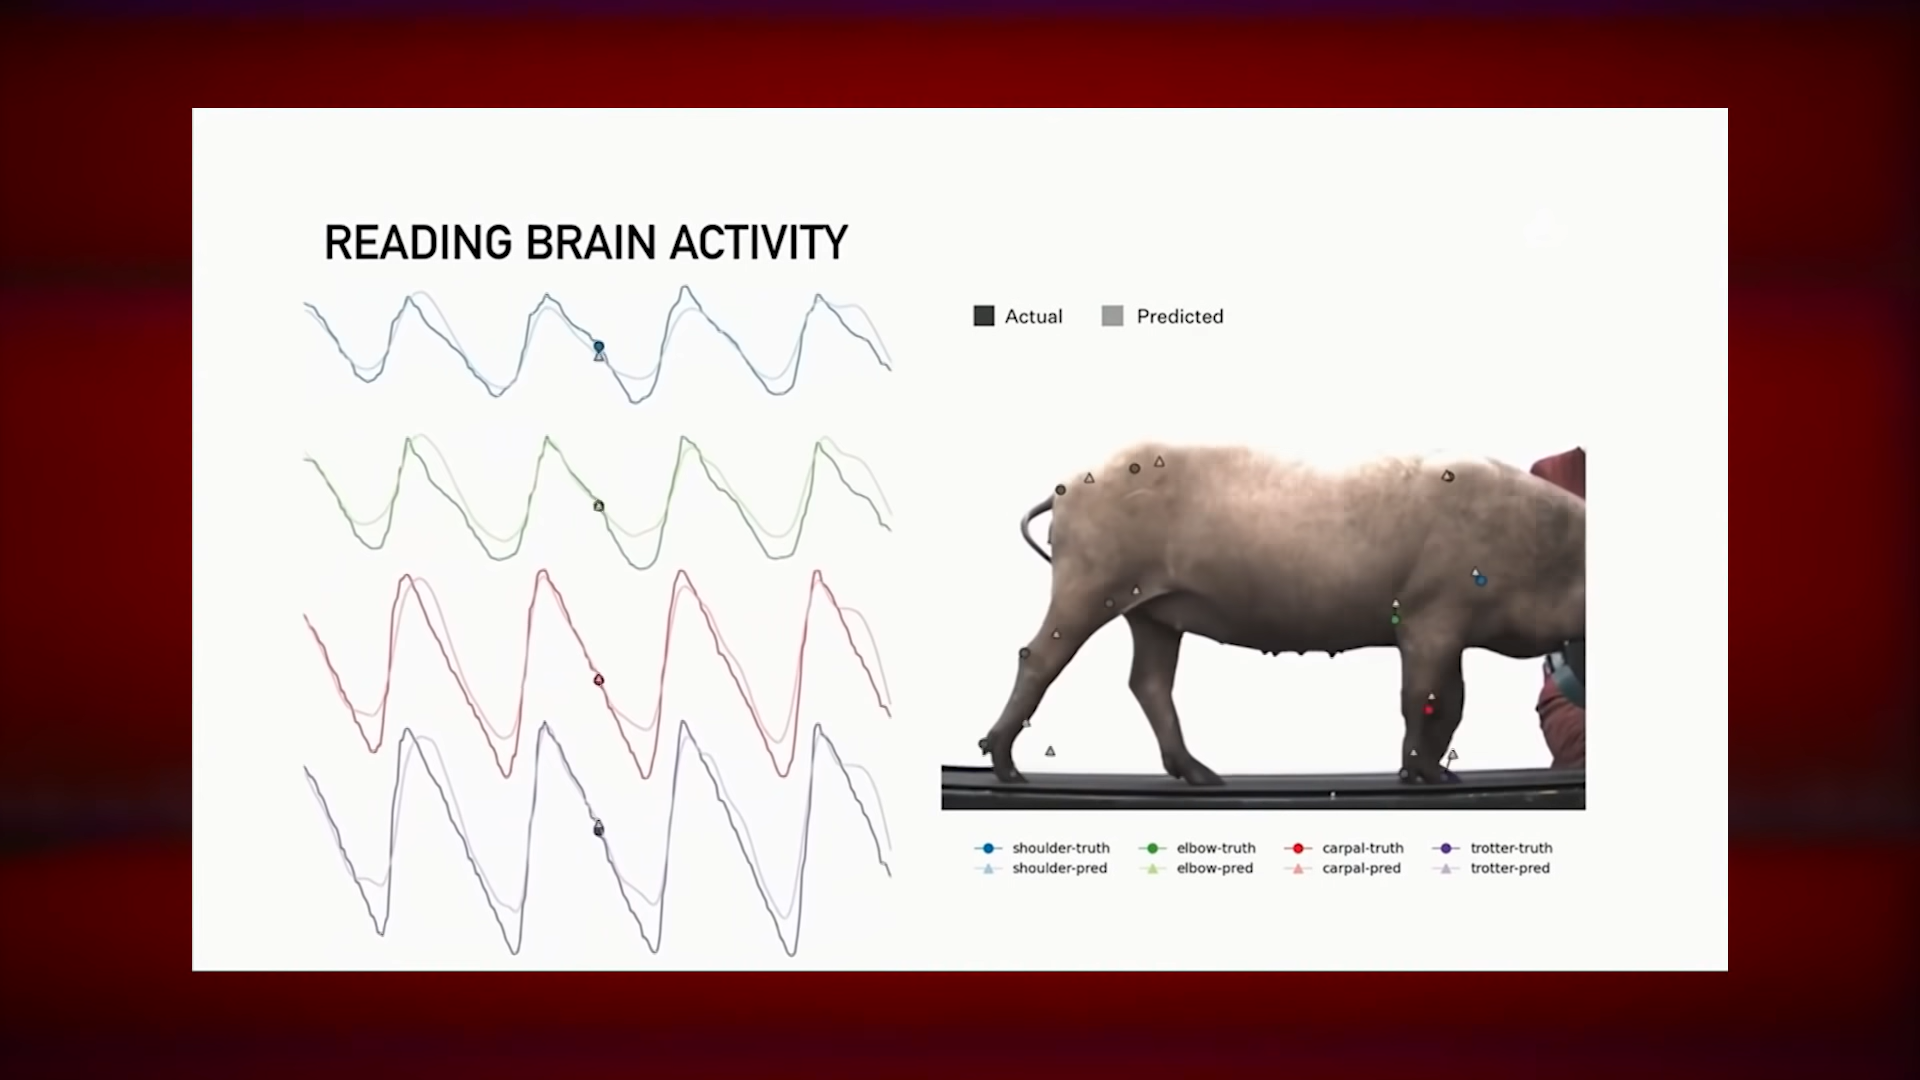 READING BRAIN ACTIVITY
Actual Predicted
shoulder-truth elbow-truth carpal-truth trotter-truth
shoulder-pred elbow-pred carpal-pred trotter-pred